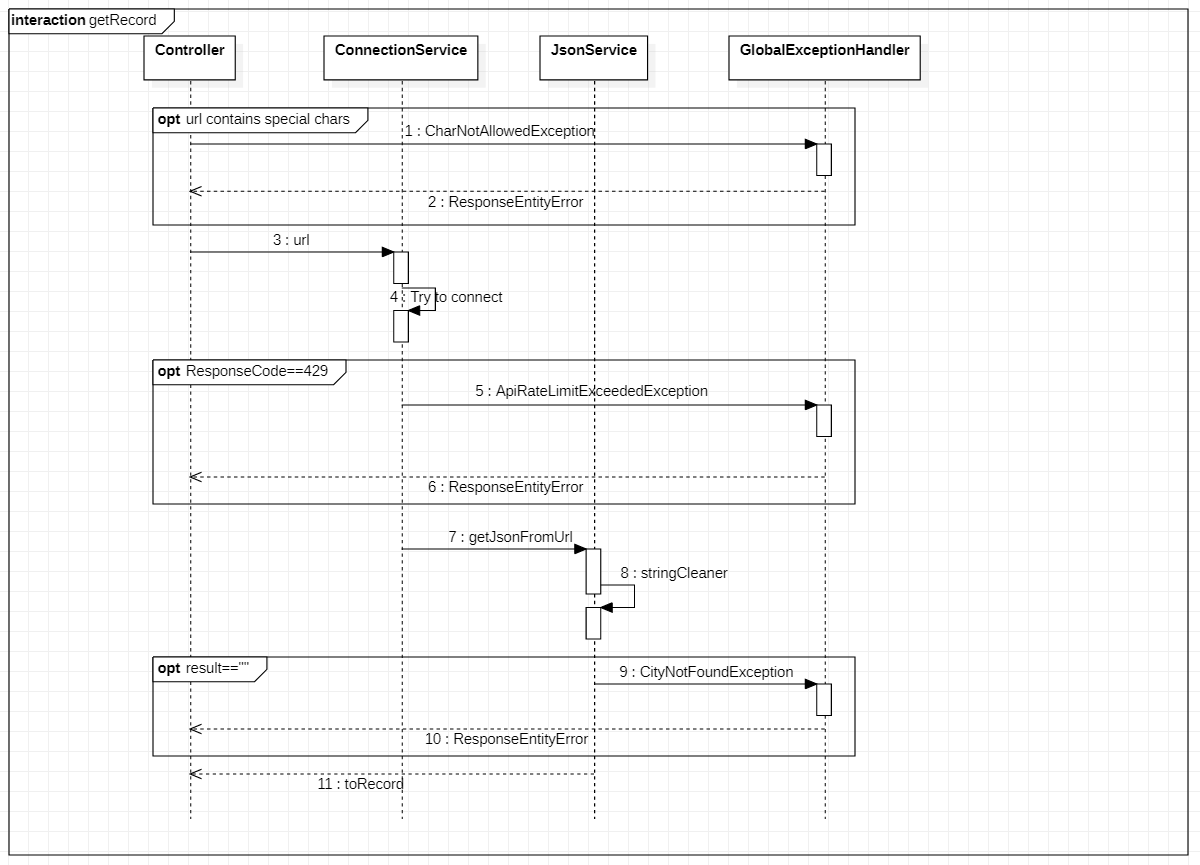 interaction getRecord
Controller
ConnectionService
JsonService
GlobalExceptionHandler
opt url contains special chars
1 : CharNotAllowedException
2 : ResponseEntityError
3 : url
4 : Try to connect
opt ResponseCode==429
5 : ApiRateLimitExceededException
6 : ResponseEntityError
7 : getJsonFromUrl
8 : stringCleaner
opt result==""
9 : CityNotFoundException
10 : ResponseEntityError
11 : toRecord